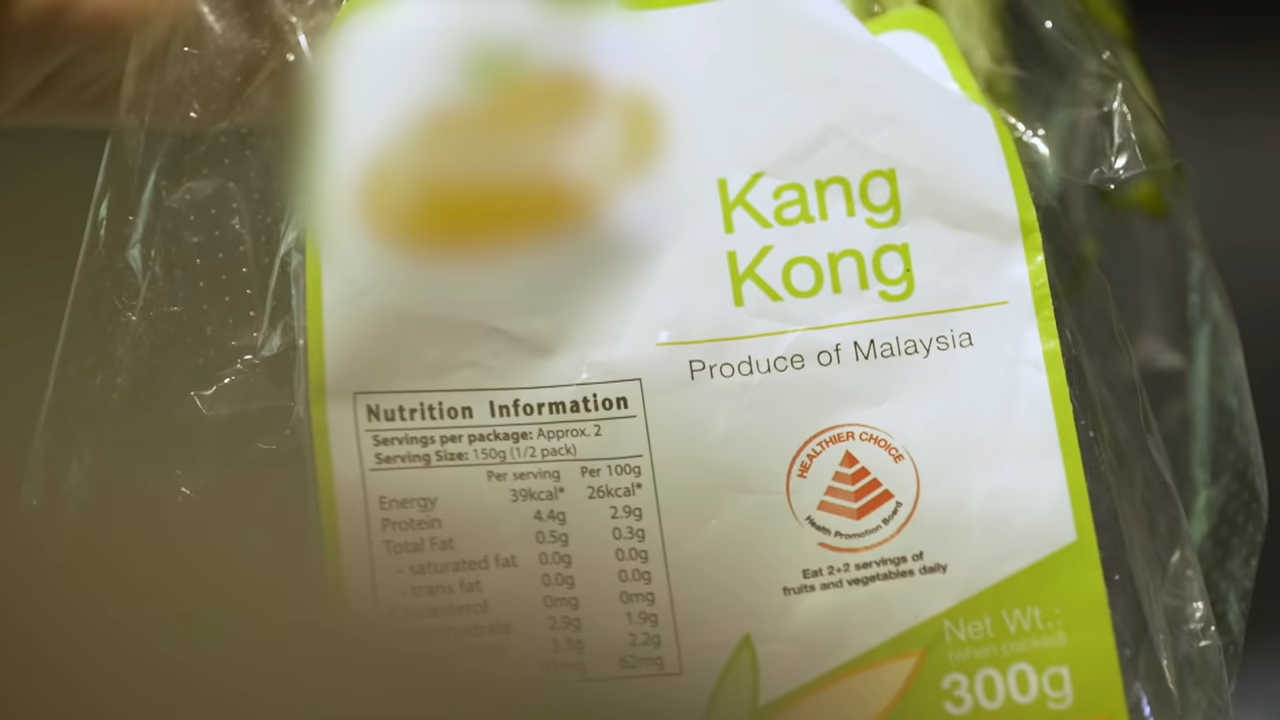 Kang
Kong
Produce of Malaysia
Nutrition Information
Servings per package: Approx. 2
Serving Size: 150g (1/2 pack)
Per serving Per 100g
Energy 39kcal* 26kcal*
Protein 4.4g 2.9g
Total Fat 0.5g 0.3g
- saturated fat 0.0g 0.0g
- trans fat 0.0g 0.0g
Cholesterol 0mg 0mg
2.9g 1.9g
3.3g 2.2g
62mg
HEALTHIER CHOICE
Health Promotion Board
Eat 2+2 servings of
fruits and vegetables daily
Net Wt.:
(when packed)
300g